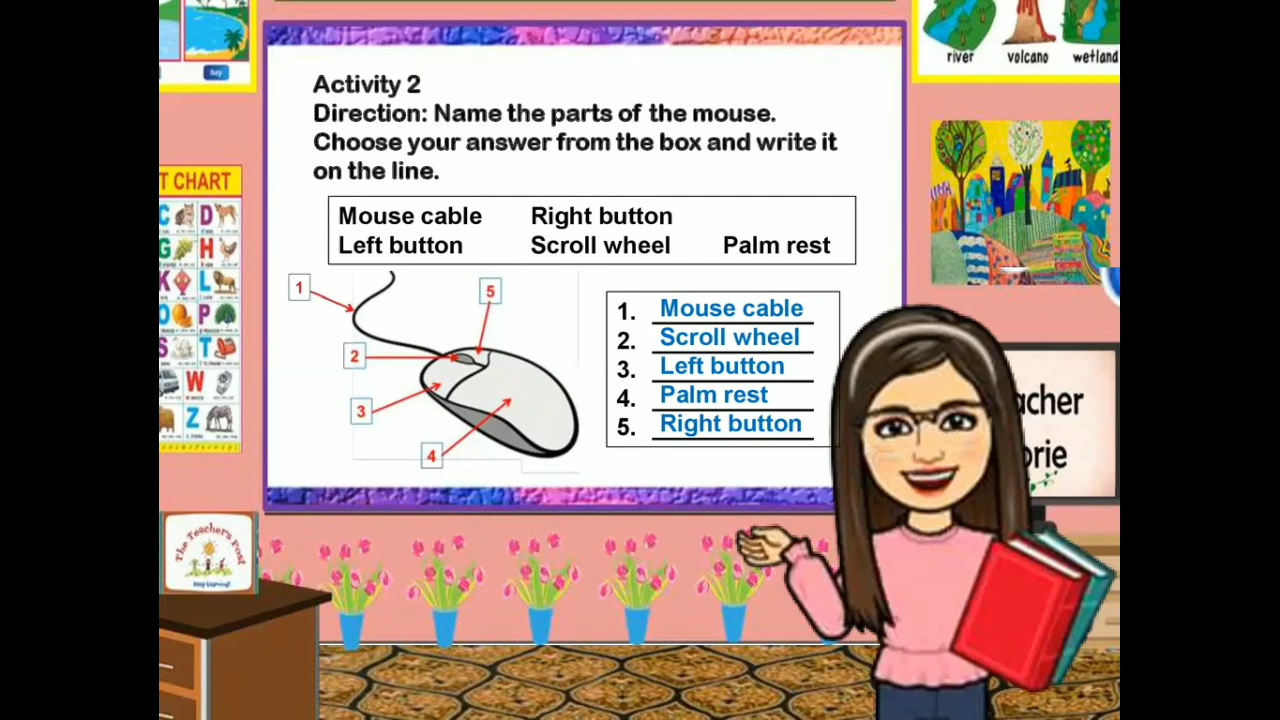 hey
river volcano wetland
Activity 2
Direction: Name the parts of the mouse.
Choose your answer from the box and write it
on the line.
Mouse cable Right button
Left button Scroll wheel Palm rest
1
5
2
3
4
1. Mouse cable
2. Scroll wheel
3. Left button
4. Palm rest
5. Right button
T CHART
C D
G H
K L
O P
S T
W
Z
acher
orie
The Teacher's Post
Keep Learning!